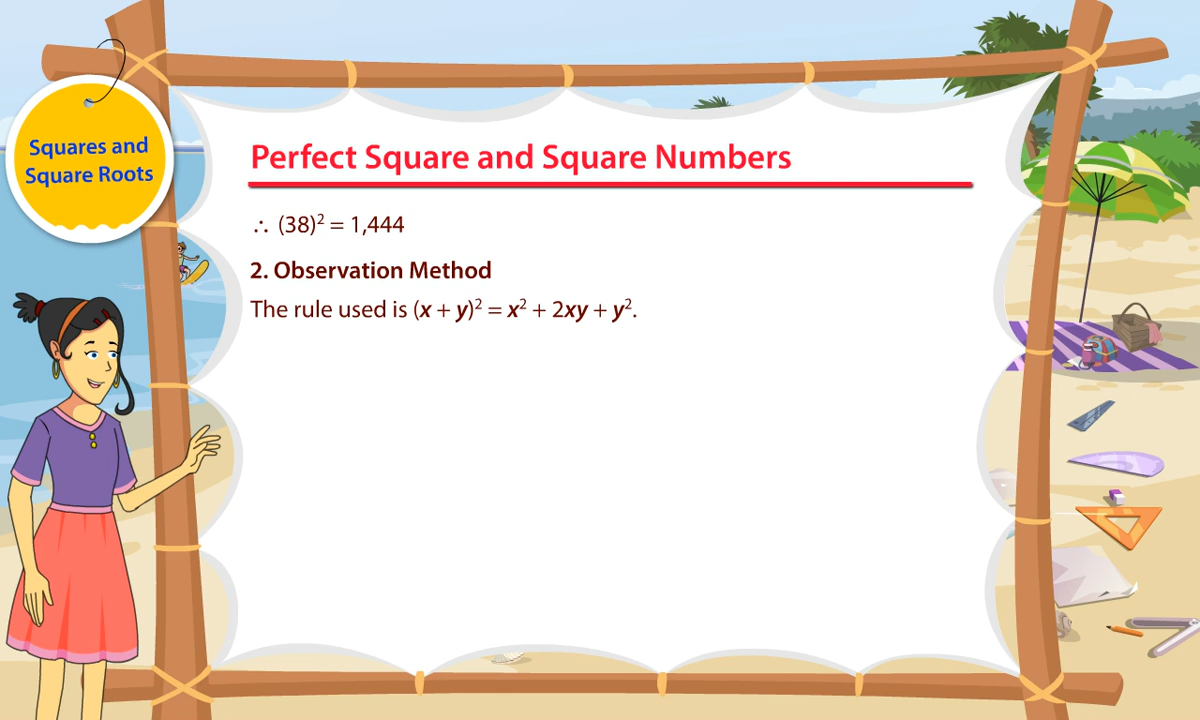 Squares and
Square Roots
Perfect Square and Square Numbers
∴ (38)² = 1,444
2. Observation Method
The rule used is (x + y)² = x² + 2xy + y².